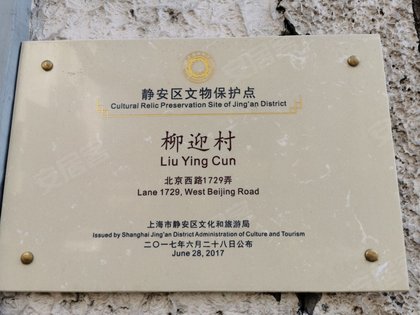 静安区文物保护点
Cultural Relic Preservation Site of Jing'an District
柳迎村
Liu Ying Cun
北京西路1729弄
Lane 1729, West Beijing Road
上海市静安区文化和旅游局
Issued by Shanghai Jing'an District Administration of Culture and Tourism
二〇一七年六月二十八日公布
June 28, 2017